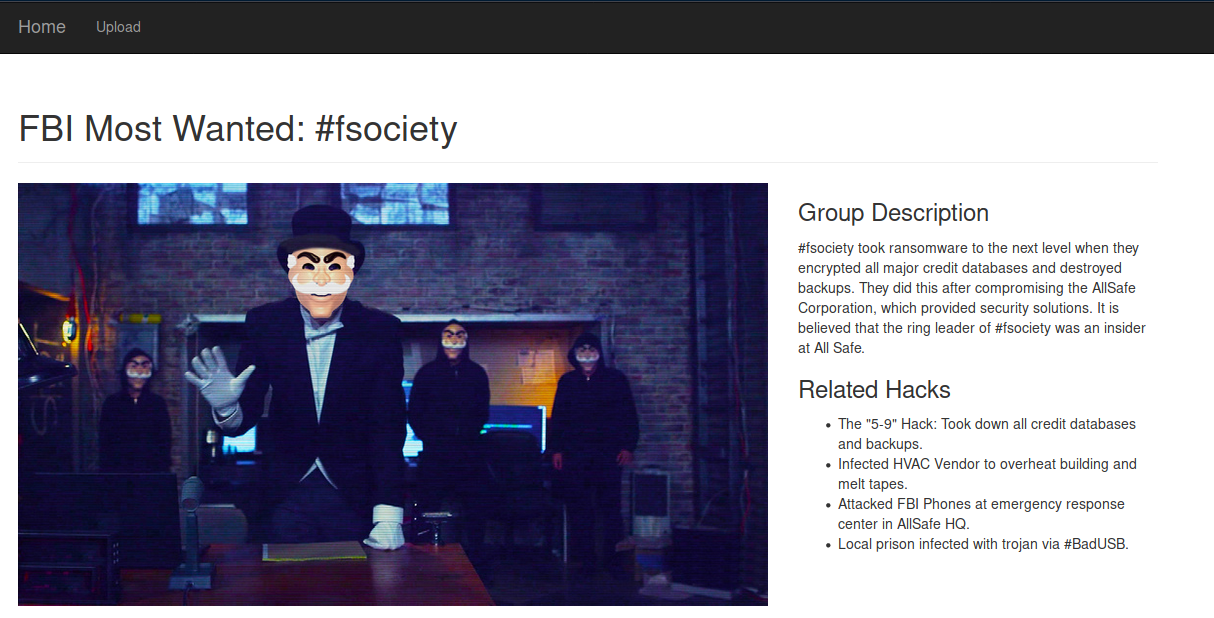 Home Upload
FBI Most Wanted: #fsociety
Group Description
#fsociety took ransomware to the next level when they
encrypted all major credit databases and destroyed
backups. They did this after compromising the AllSafe
Corporation, which provided security solutions. It is
believed that the ring leader of #fsociety was an insider
at All Safe.
Related Hacks
• The "5-9" Hack: Took down all credit databases
and backups.
• Infected HVAC Vendor to overheat building and
melt tapes.
• Attacked FBI Phones at emergency response
center in AllSafe HQ.
• Local prison infected with trojan via #BadUSB.